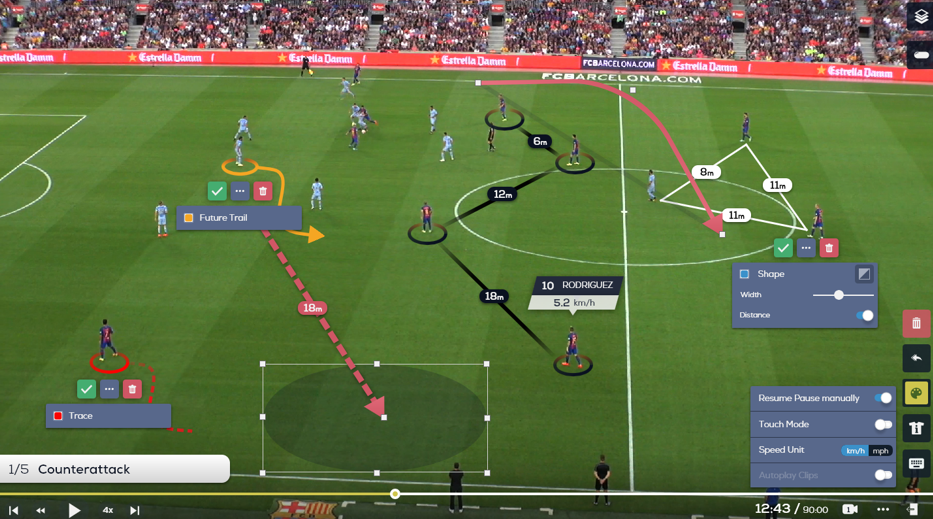 Estrella Damm
Estrella Damm
Estrella Damm
FCBARCELONA.COM
Estrella Damm
Estrella Damm
FCBARCELONA.COM
6m
8m
11m
12m
11m
Future Trail
Shape
10 RODRIGUEZ
5.2 km/h
Width
18m
18m
Distance
Resume Pause manually
Trace
Touch Mode
Speed Unit km/h mph
1/5 Counterattack
Autoplay Clips
4x
12:43 / 90:00
1